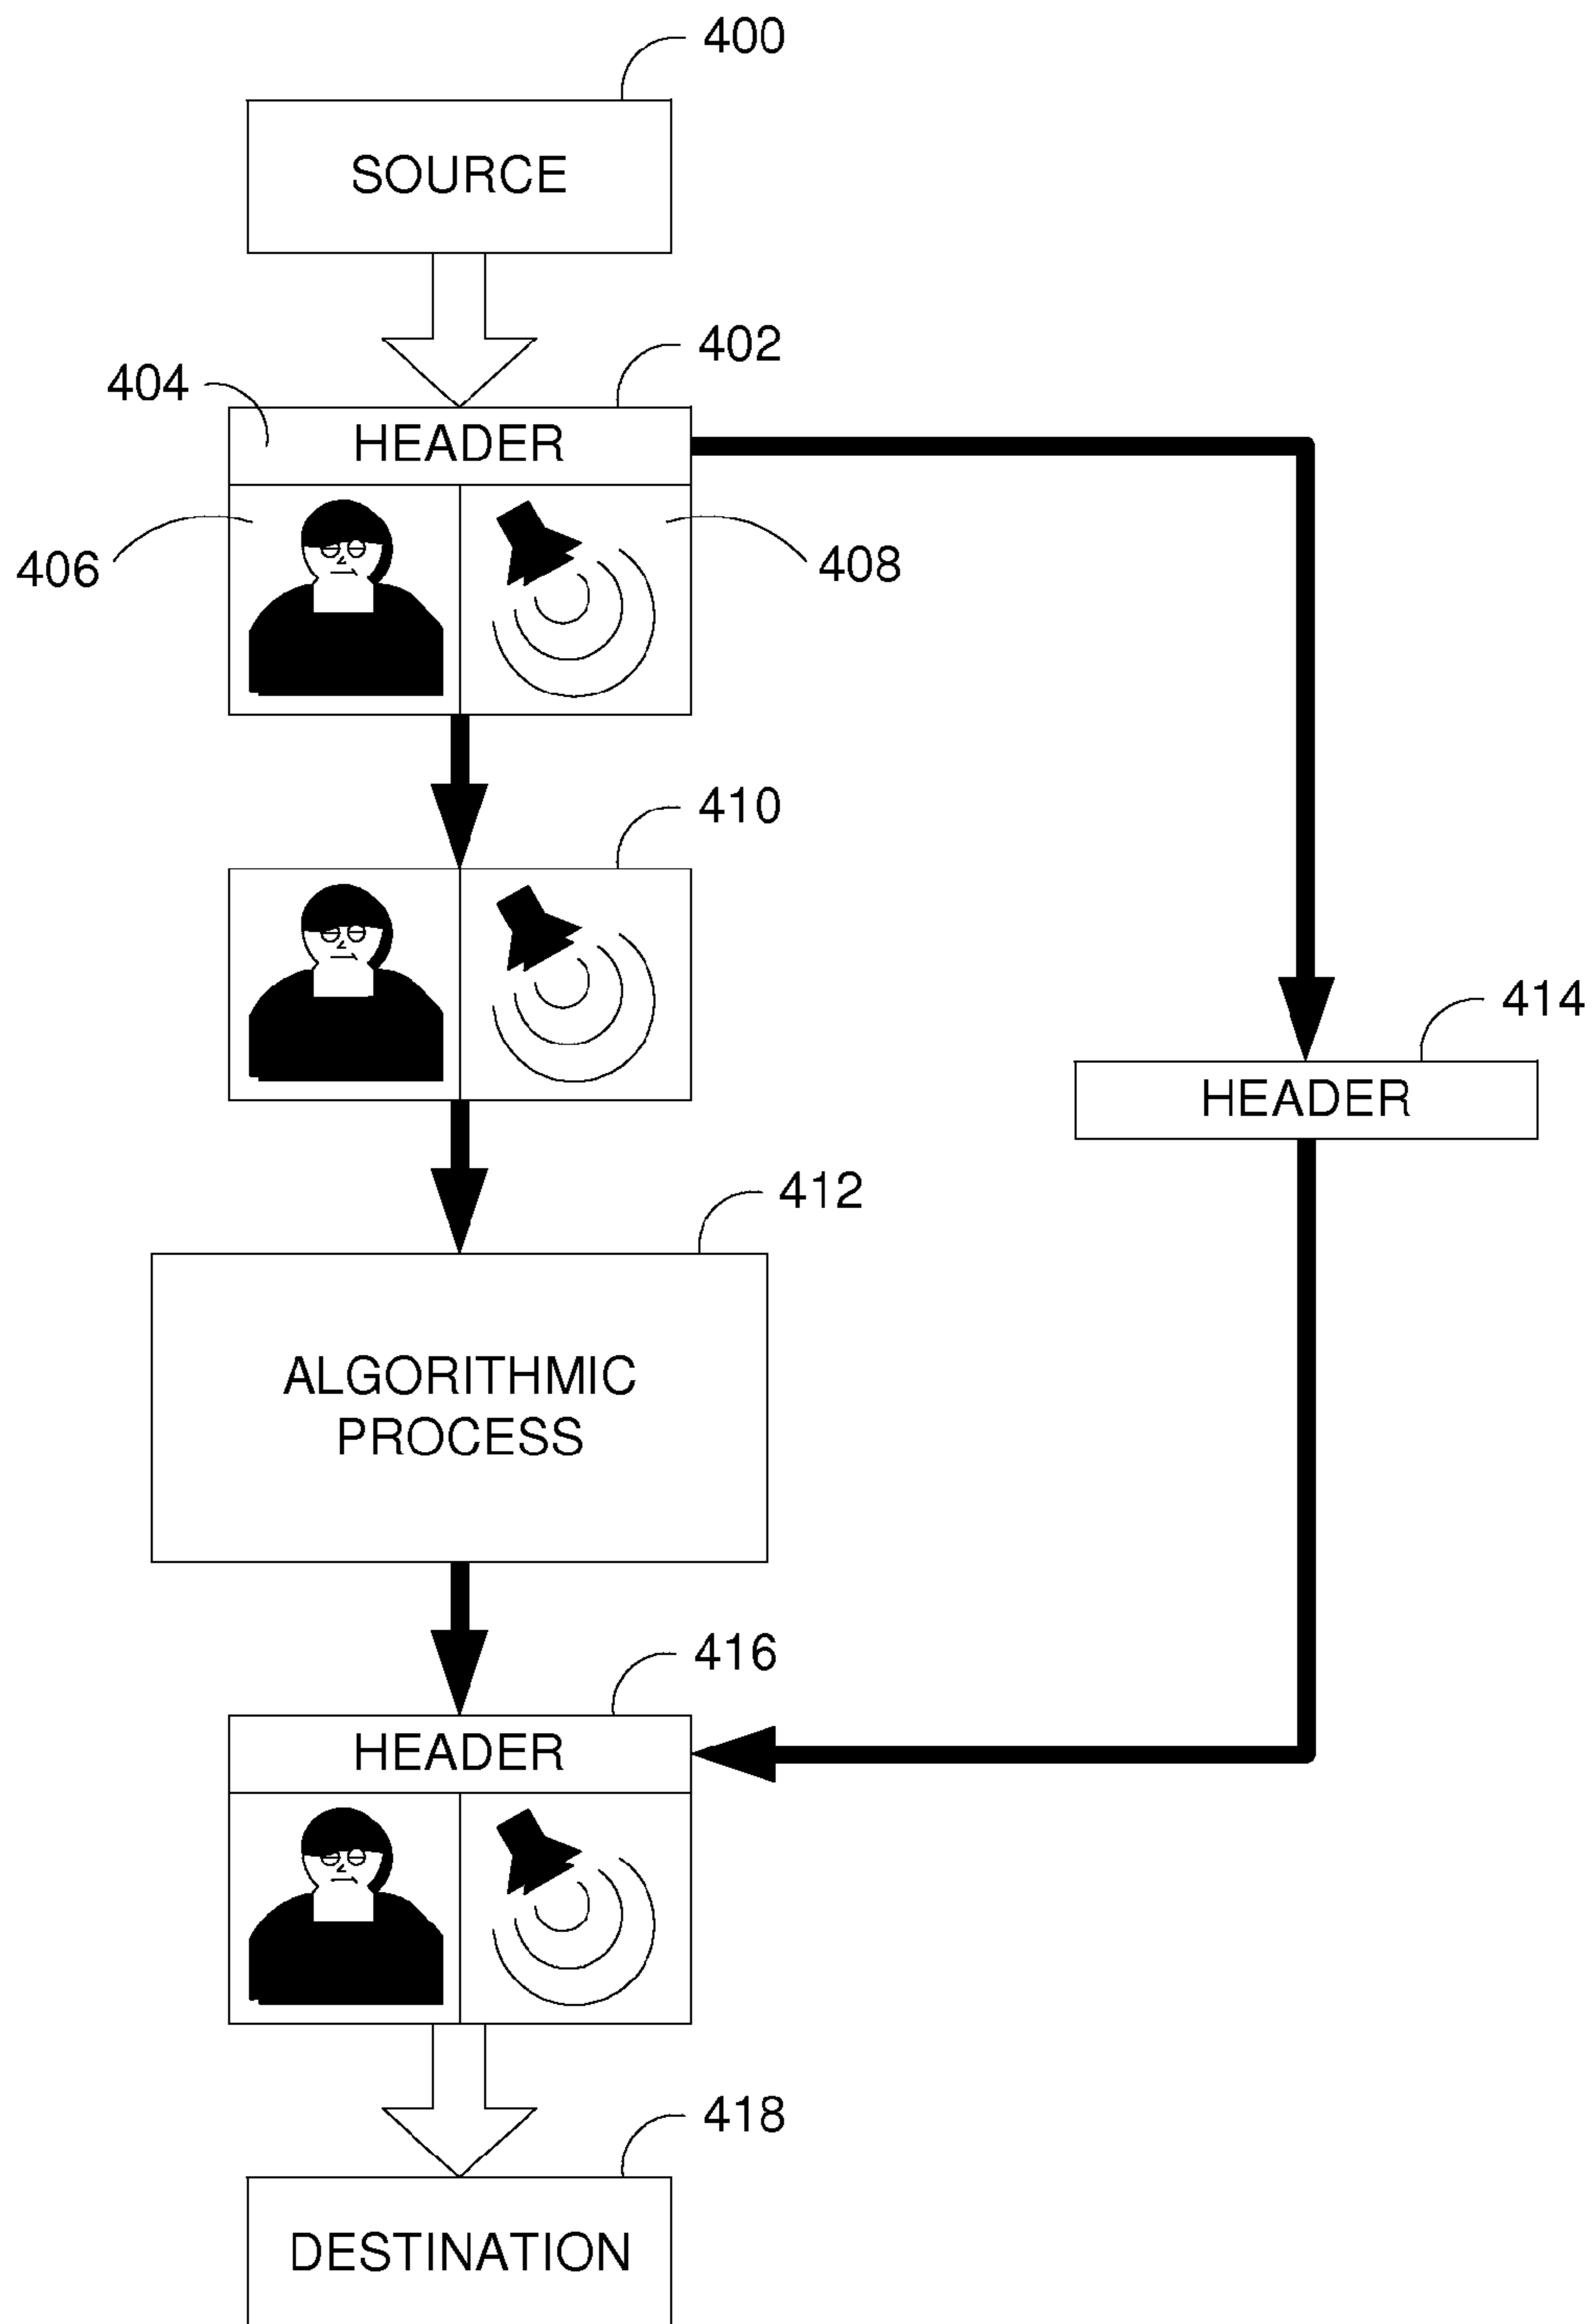 400
SOURCE
402
404
HEADER
406
408
410
414
HEADER
412
ALGORITHMIC
PROCESS
416
HEADER
418
DESTINATION